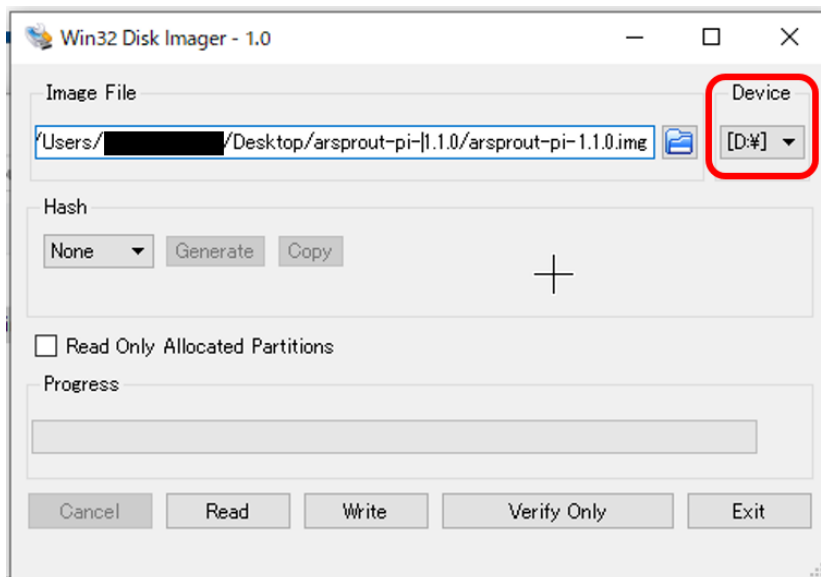 Win32 Disk Imager - 1.0
Image File
Device
/Users/
/Desktop/arsprout-pi-1.1.0/arsprout-pi-1.1.0.img
[D:¥]
Hash
None
Generate
Copy
Read Only Allocated Partitions
Progress
Cancel
Read
Write
Verify Only
Exit